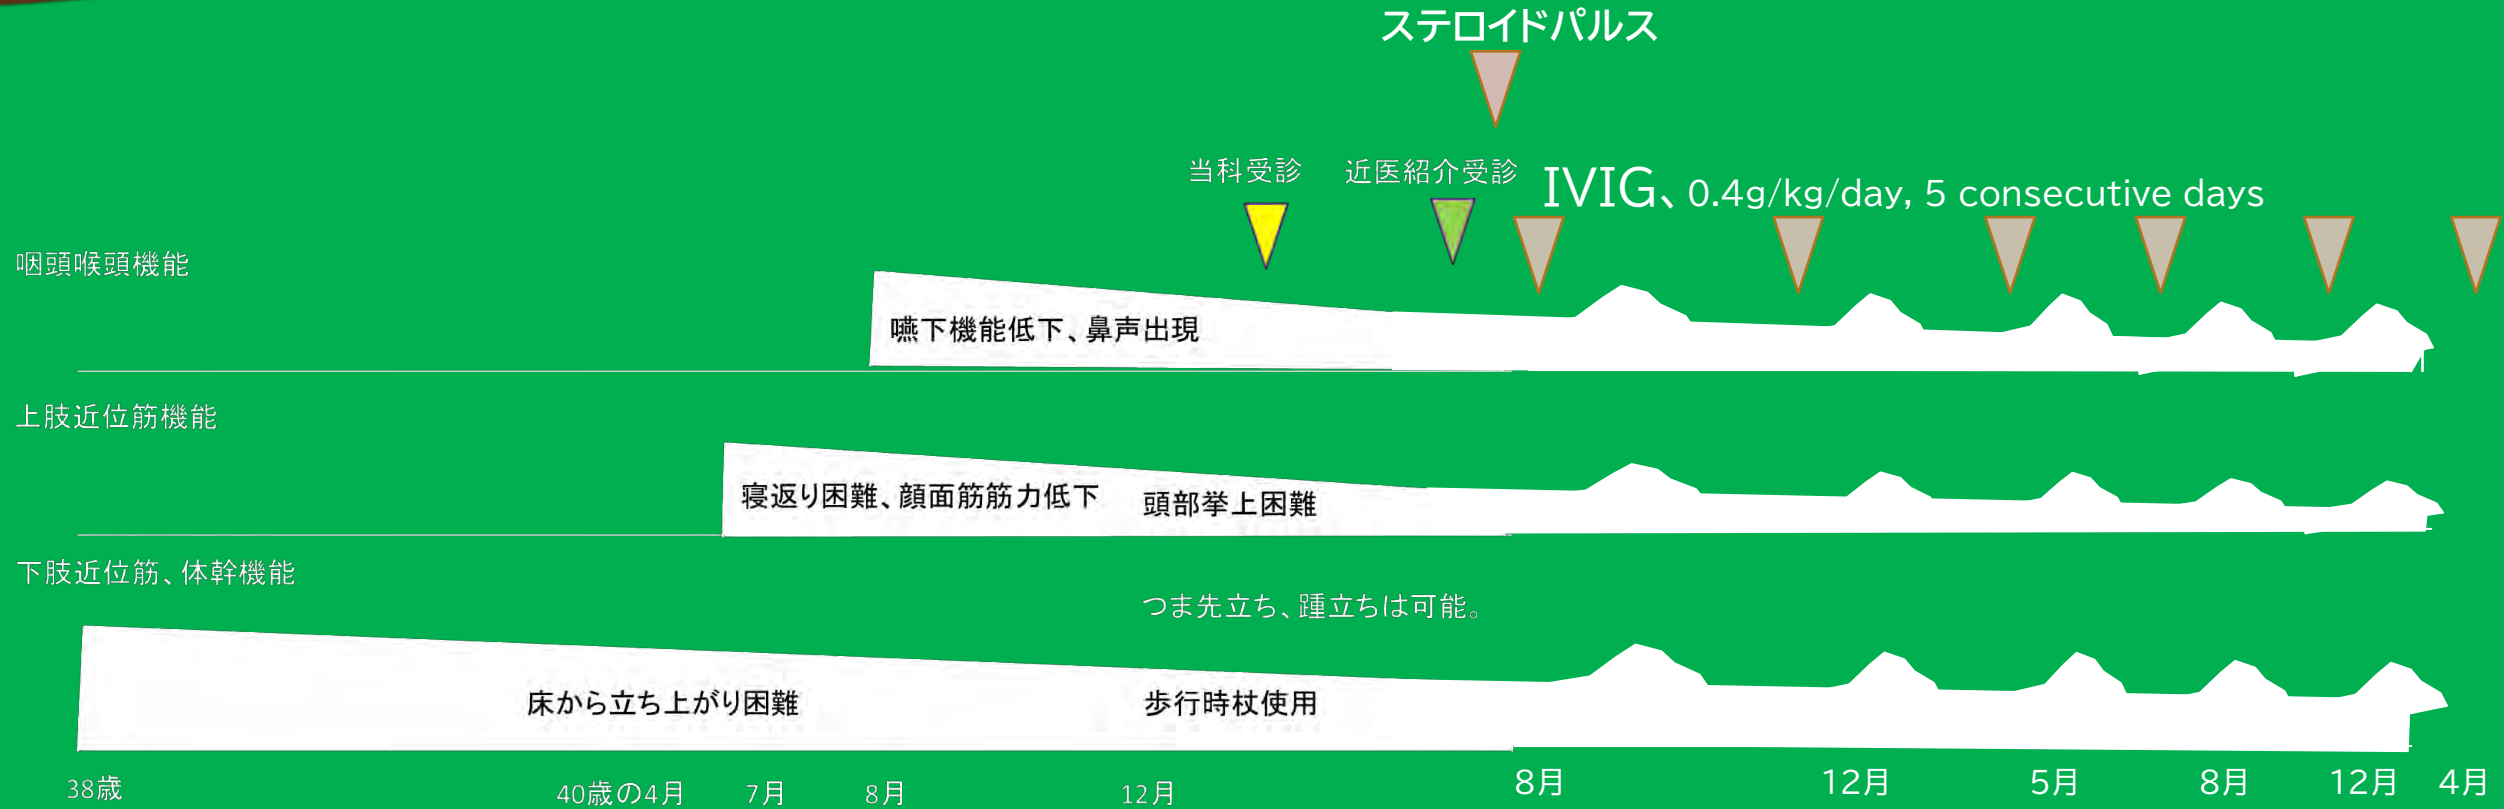 ステロイドパルス
当科受診
近医紹介受診
IVIG、0.4g/kg/day, 5 consecutive days
咽頭喉頭機能
嚥下機能低下、鼻声出現
上肢近位筋機能
寝返り困難、顔面筋筋力低下
頭部挙上困難
下肢近位筋、体幹機能
つま先立ち、踵立ちは可能。
床から立ち上がり困難
歩行時杖使用
38歳
40歳の4月
7月
8月
12月
8月
12月
5月
8月
12月
4月